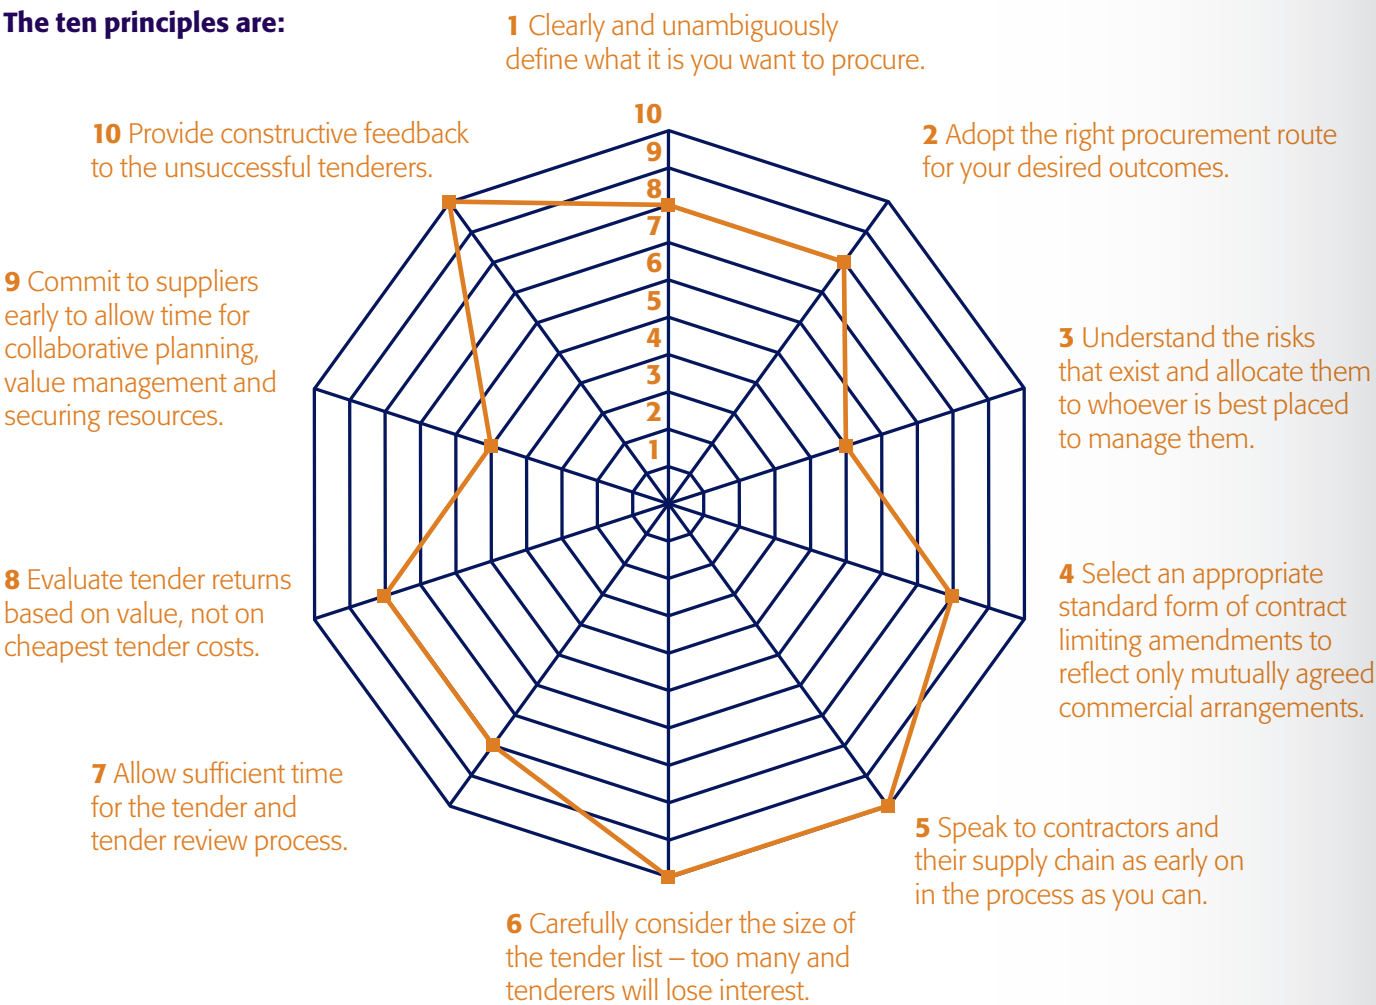 The ten principles are:
1 Clearly and unambiguously
define what it is you want to procure.
2 Adopt the right procurement route
for your desired outcomes.
3 Understand the risks
that exist and allocate them
to whoever is best placed
to manage them.
4 Select an appropriate
standard form of contract
limiting amendments to
reflect only mutually agreed
commercial arrangements.
5 Speak to contractors and
their supply chain as early on
in the process as you can.
6 Carefully consider the size of
the tender list – too many and
tenderers will lose interest.
7 Allow sufficient time
for the tender and
tender review process.
8 Evaluate tender returns
based on value, not on
cheapest tender costs.
9 Commit to suppliers
early to allow time for
collaborative planning,
value management and
securing resources.
10 Provide constructive feedback
to the unsuccessful tenderers.
10
9
8
7
6
5
4
3
2
1